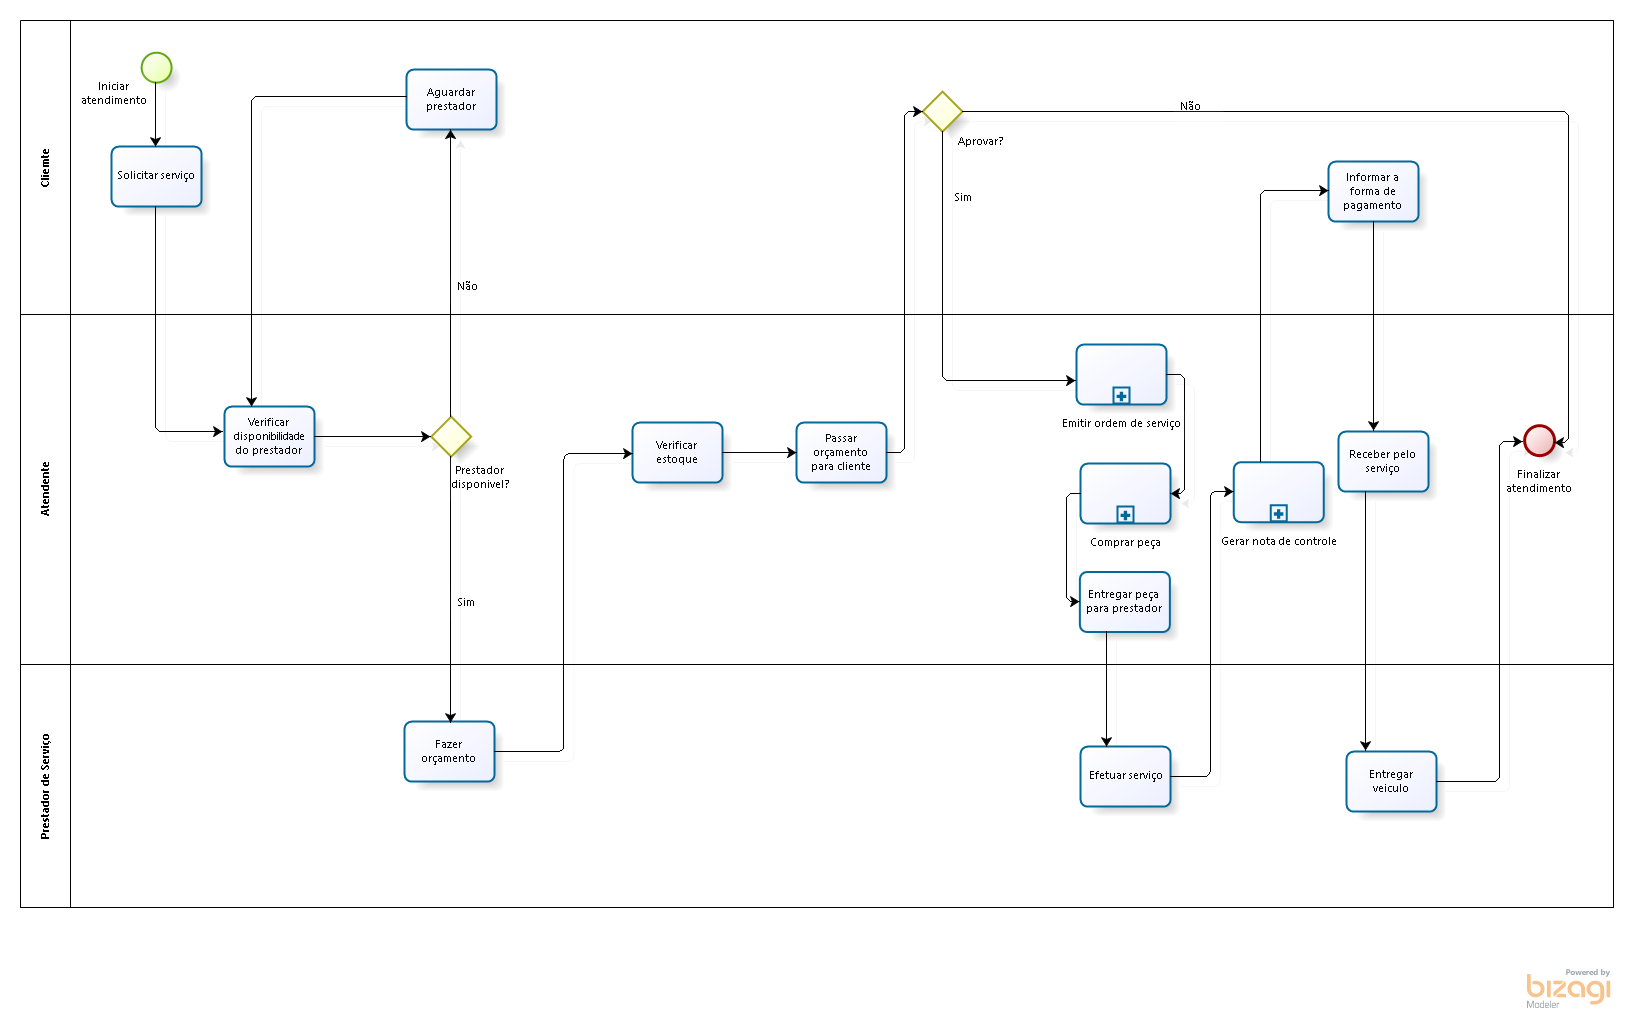 Cliemte
Iniciar
atendimento
Solicitar serviço
Aguardar
prestador
Não
Aprovar?
Não
Sim
Informar a
forma de
pagamento
Atendente
Verificar
disponibilidade
do prestador
Prestador
disponivel?
Sim
Verificar
estoque
Passar
orçamento
para cliente
Emitir ordem de serviço
Comprar peça
Entregar peça
para prestador
Gerar nota de controle
Receber pelo
serviço
Finalizar
atendimento
Prestador de Serviço
Fazer
orçamento
Efetuar serviço
Entregar
veiculo
Powered by
bizagi
Modeler